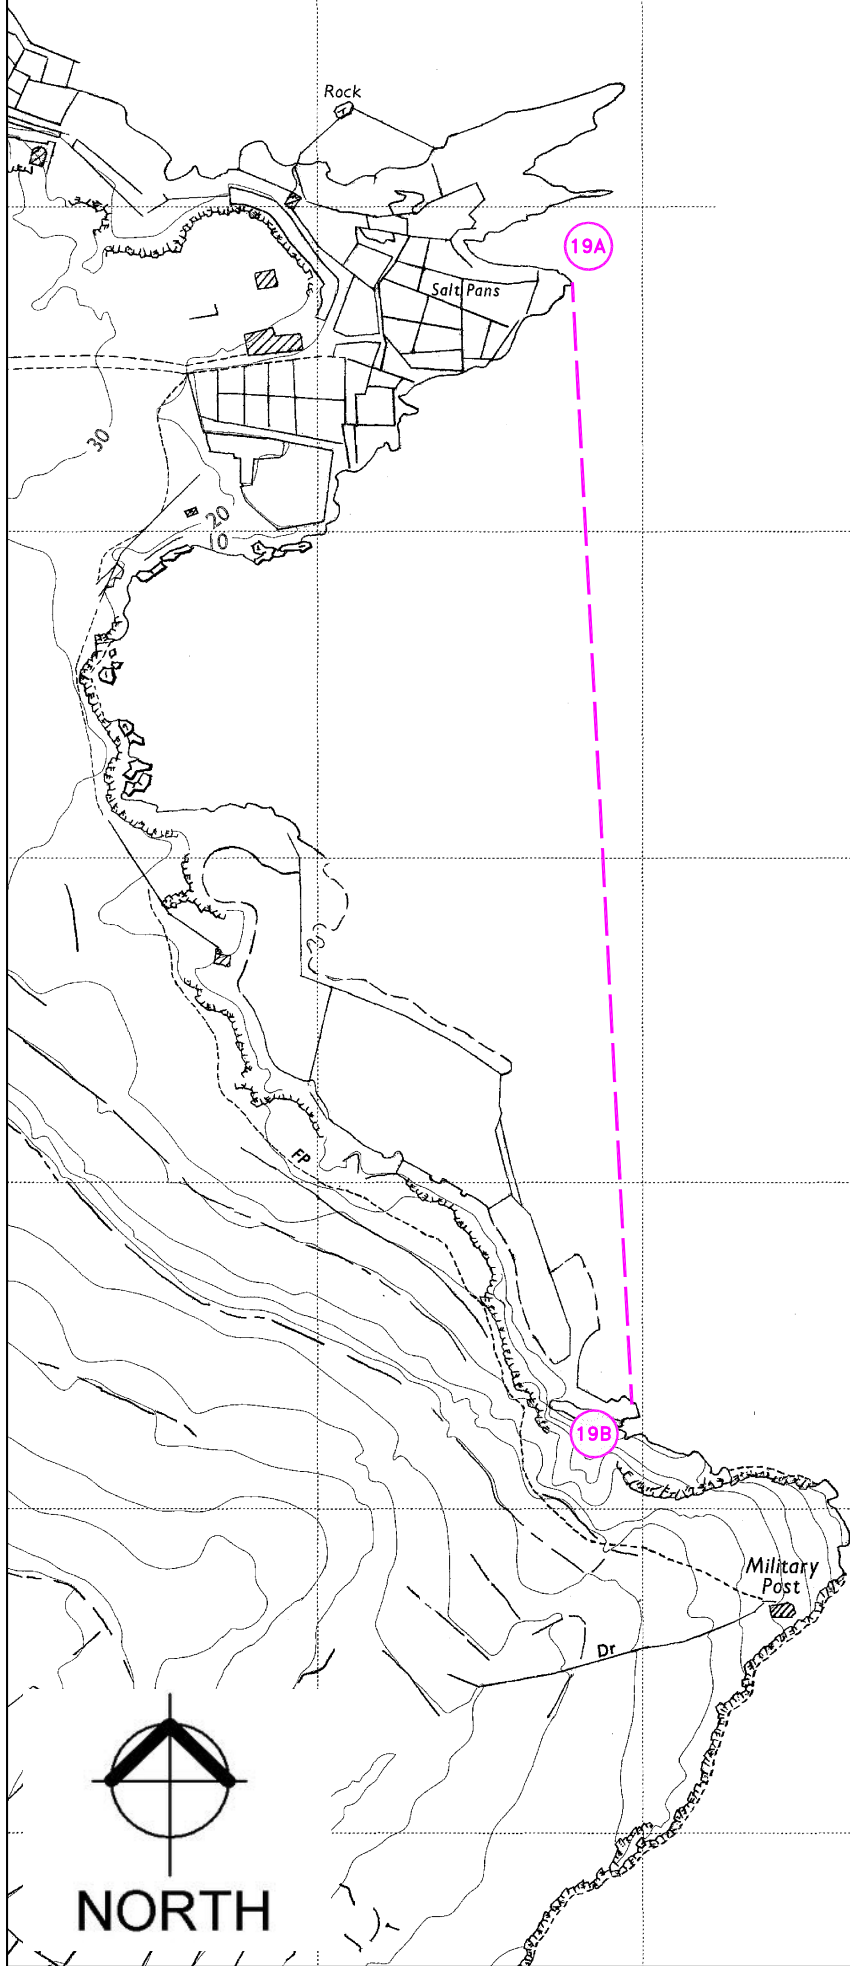 Rock
19A
Salt Pans
30
20
10
FP
19B
Military
Post
Dr
NORTH